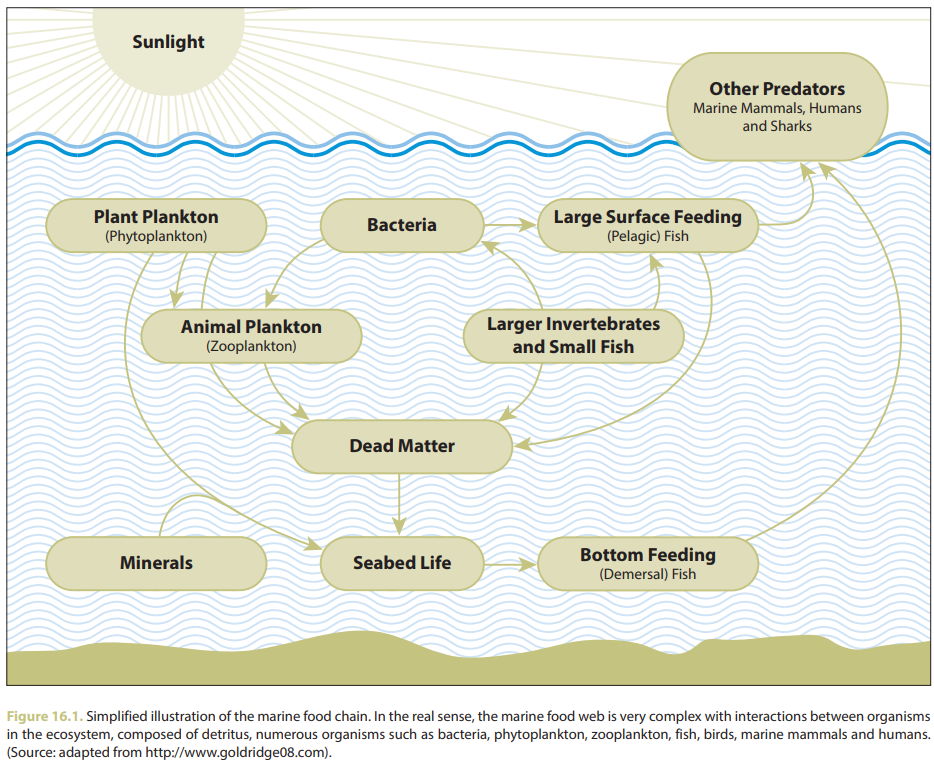 Sunlight
Other Predators
Marine Mammals, Humans
and Sharks
Plant Plankton
(Phytoplankton)
Bacteria
Large Surface Feeding
(Pelagic) Fish
Animal Plankton
(Zooplankton)
Larger Invertebrates
and Small Fish
Dead Matter
Minerals
Seabed Life
Bottom Feeding
(Demersal) Fish
Figure 16.1. Simplified illustration of the marine food chain. In the real sense, the marine food web is very complex with interactions between organisms
in the ecosystem, composed of detritus, numerous organisms such as bacteria, phytoplankton, zooplankton, fish, birds, marine mammals and humans.
(Source: adapted from http://www.goldridge08.com).